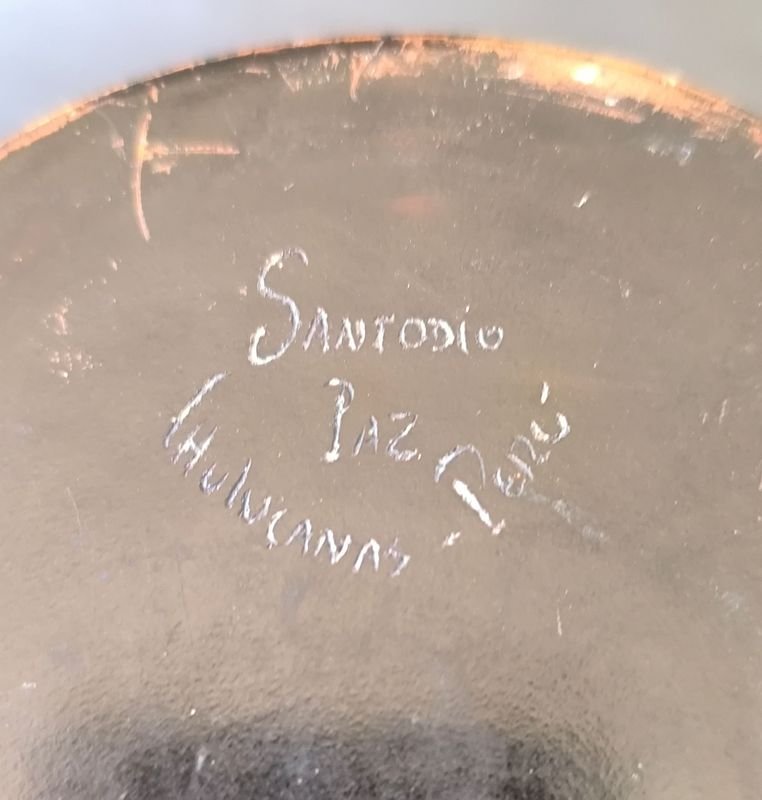 SANTODIO
PAZ
CHULUCANAS - PERÚ